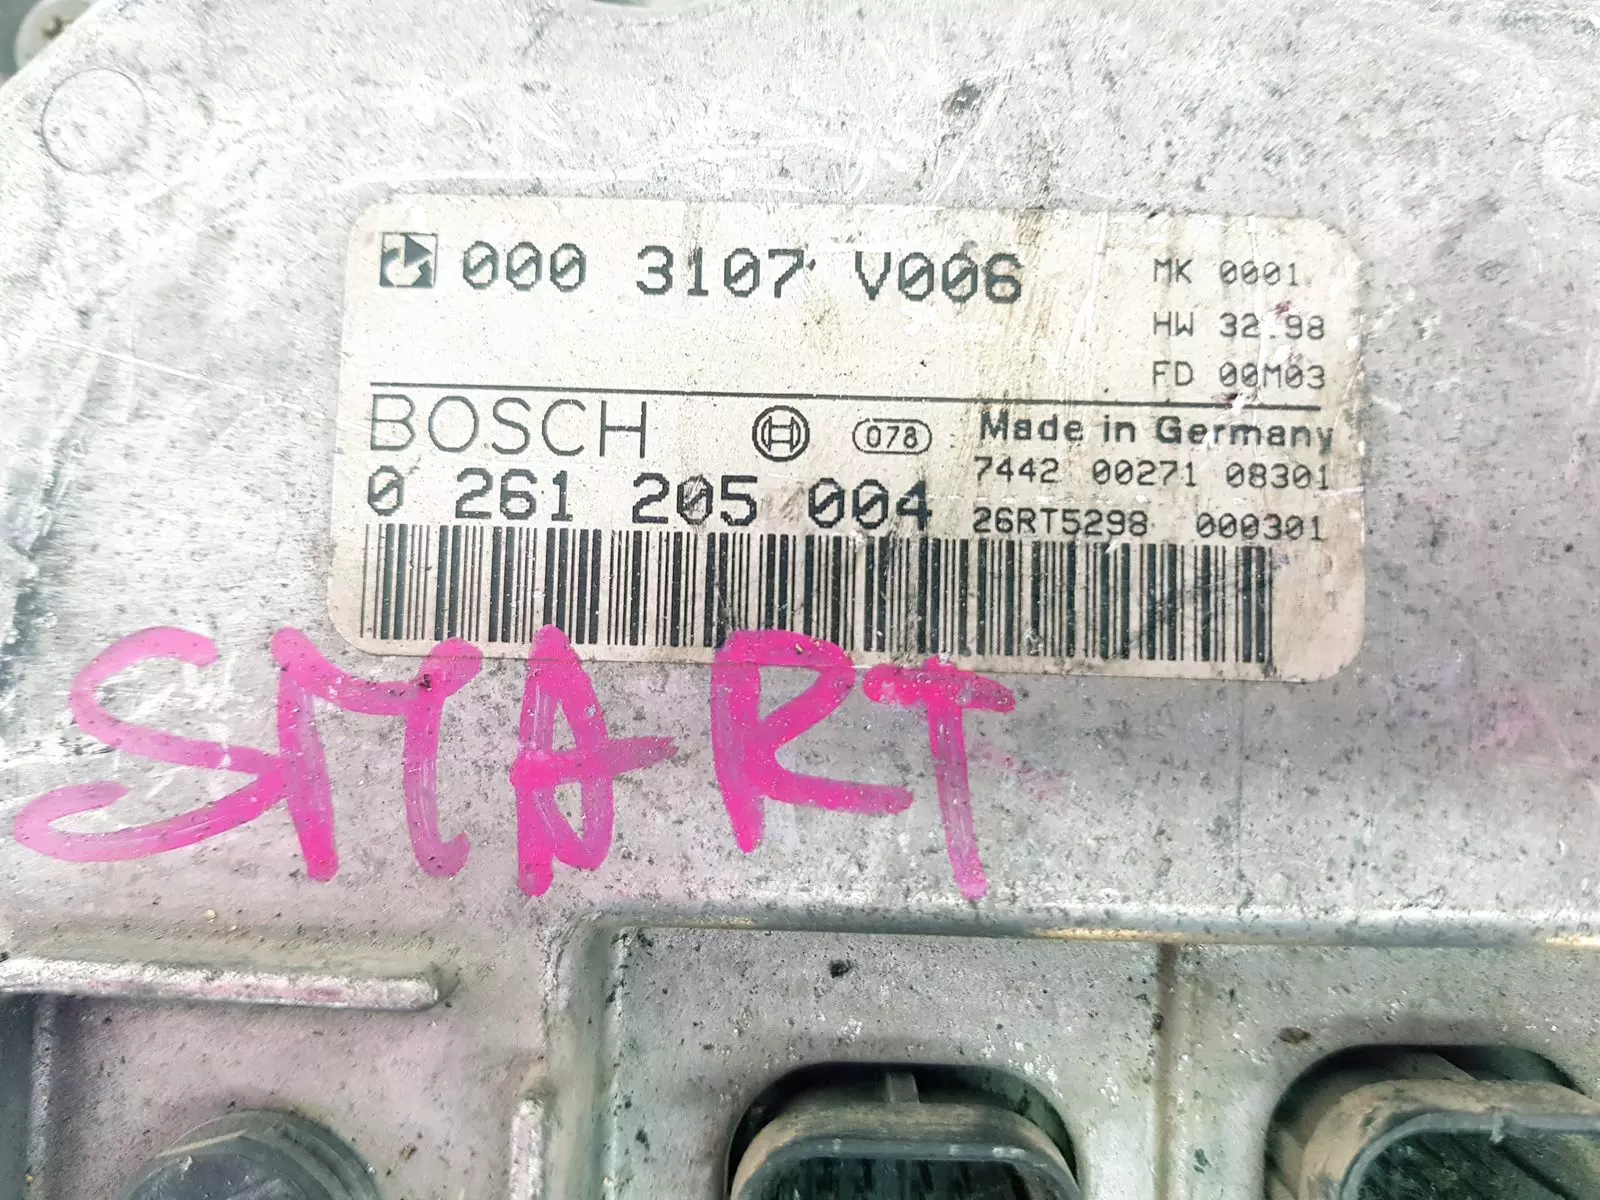 000 3107 V006 MK 0001
HW 32.98
FD 00M03
BOSCH 078 Made in Germany
7442 00271 08301
0 261 205 004 26RT5298 000301
SMART